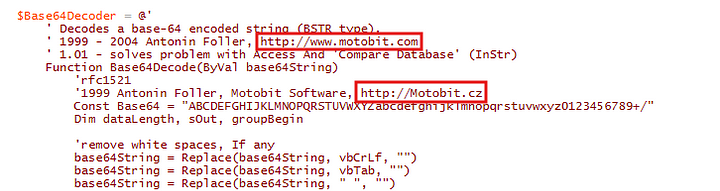 $Base64Decoder = @'
' Decodes a base-64 encoded string (BSTR type).
' 1999 - 2004 Antonin Foller, http://www.motobit.com
' 1.01 - solves problem with Access And 'Compare Database' (InStr)
Function Base64Decode(ByVal base64String)
'rfc1521
'1999 Antonin Foller, Motobit Software, http://Motobit.cz
Const Base64 = "ABCDEFGHIJKLMNOPQRSTUVWXYZabcdefghijklmnopqrstuvwxyz0123456789+/"
Dim dataLength, sOut, groupBegin
'remove white spaces, If any
base64String = Replace(base64String, vbCrLf, "")
base64String = Replace(base64String, vbTab, "")
base64String = Replace(base64String, " ", "")